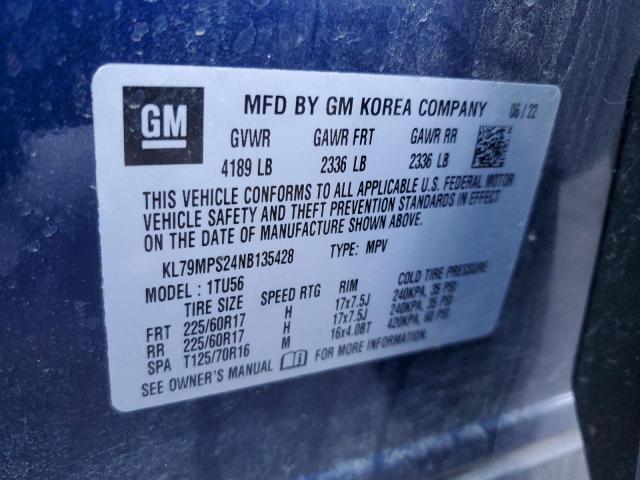 GM
MFD BY GM KOREA COMPANY 06/22
GVWR GAWR FRT GAWR RR
4189 LB 2336 LB 2336 LB
THIS VEHICLE CONFORMS TO ALL APPLICABLE U.S. FEDERAL MOTOR
VEHICLE SAFETY AND THEFT PREVENTION STANDARDS IN EFFECT
ON THE DATE OF MANUFACTURE SHOWN ABOVE.
KL79MPS24NB135428 TYPE: MPV
MODEL: 1TU56
TIRE SIZE SPEED RTG RIM COLD TIRE PRESSURE
FRT 225/60R17 H 17x7.5J 240KPA, 35 PSI
RR 225/60R17 H 17x7.5J 240KPA, 35 PSI
SPA T125/70R16 M 16x4.0BT 420KPA, 60 PSI
SEE OWNER'S MANUAL FOR MORE INFORMATION.